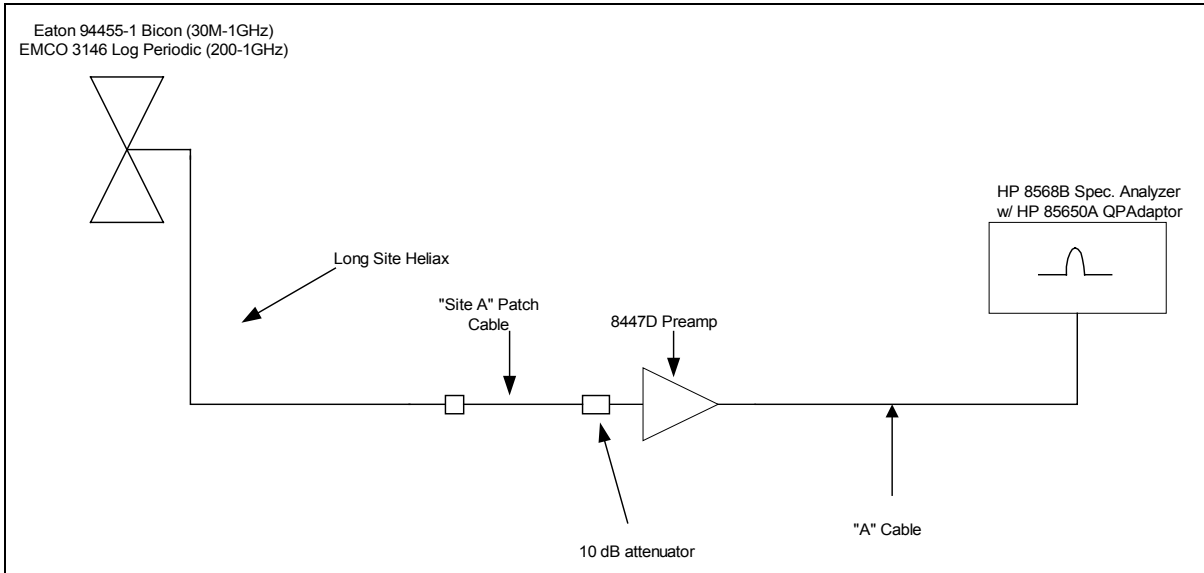 Eaton 94455-1 Bicon (30M-1GHz)
EMCO 3146 Log Periodic (200-1GHz)
HP 8568B Spec. Analyzer
w/ HP 85650A QPAdaptor
Long Site Heliax
"Site A" Patch
Cable
8447D Preamp
10 dB attenuator
"A" Cable